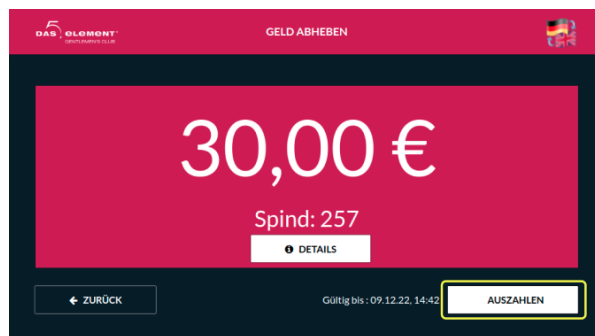 DAS 5. ELEMENT
GENTLEMEN'S CLUB
GELD ABHEBEN
30,00 €
Spind: 257
DETAILS
ZURÜCK
Gültig bis : 09.12.22, 14:42
AUSZAHLEN